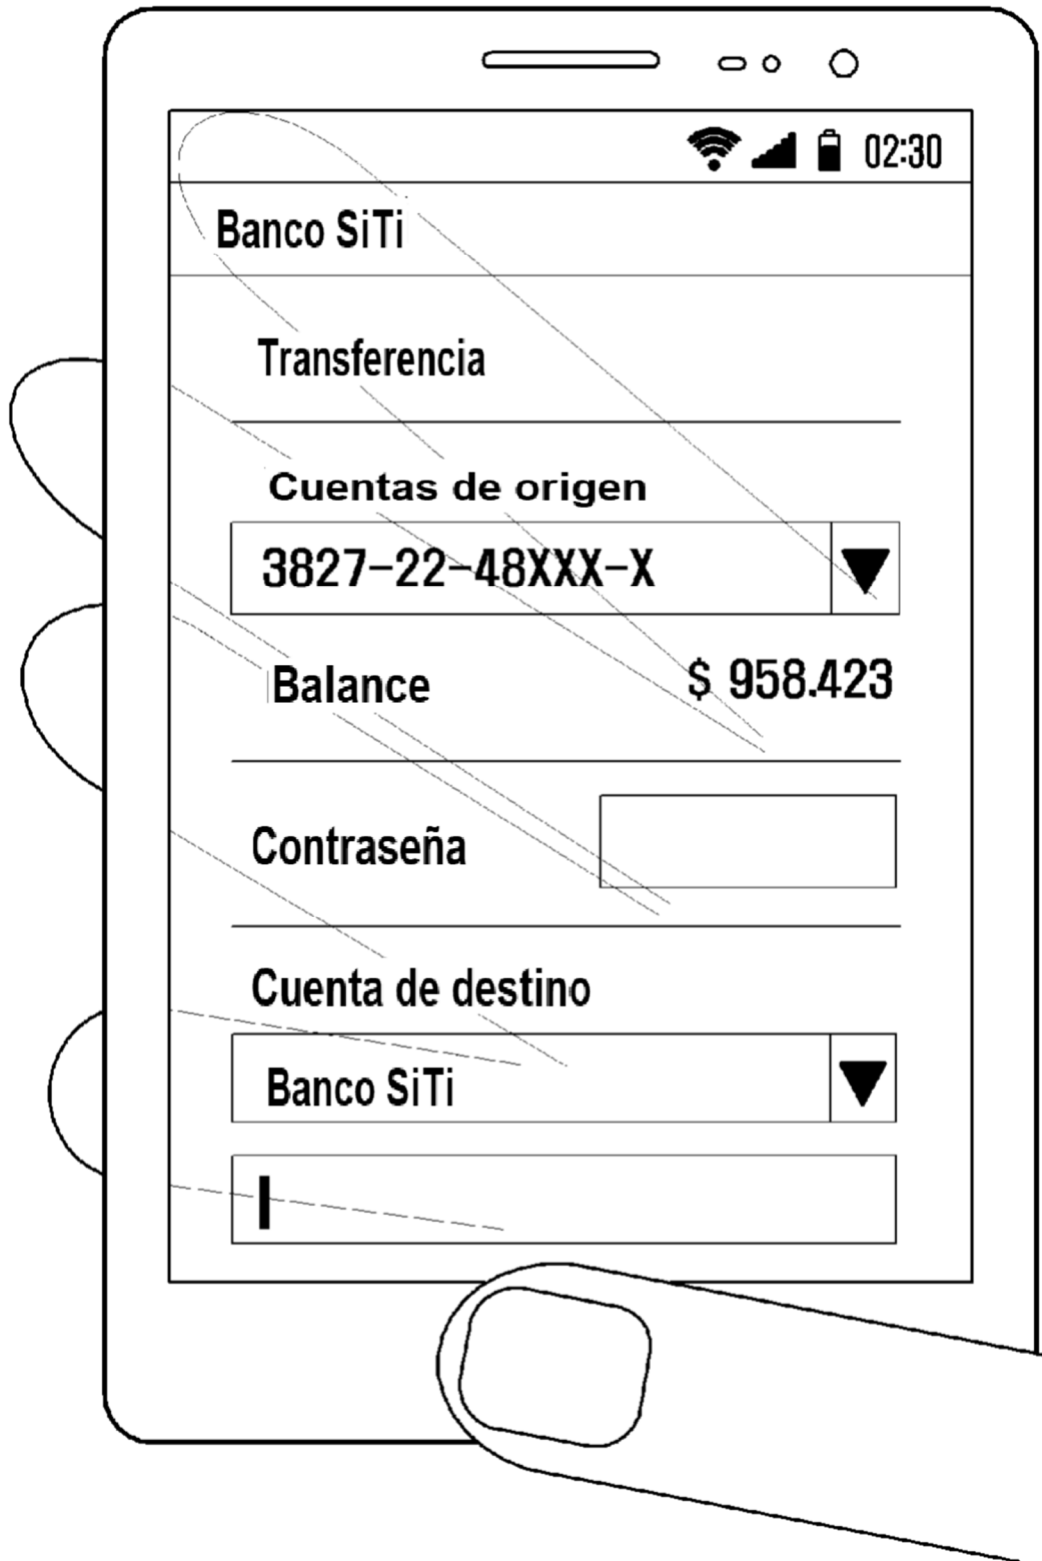 02:30
Banco SiTi
Transferencia
Cuentas de origen
3827-22-48XXX-X
Balance $ 958.423
Contraseña
Cuenta de destino
Banco SiTi